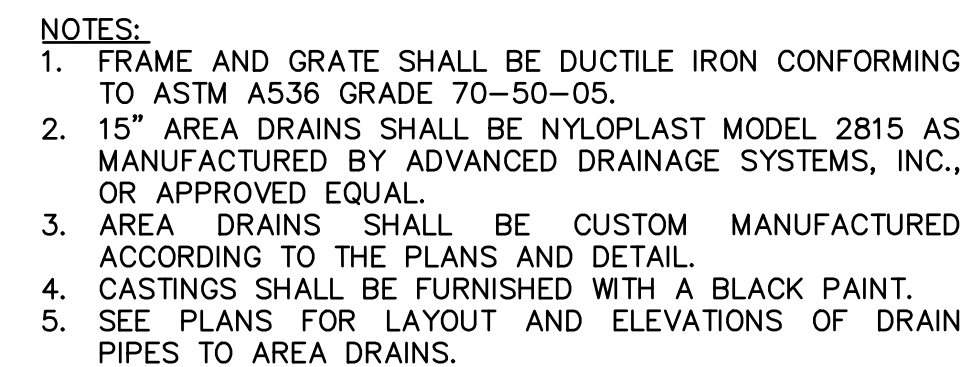 NOTES:
1. FRAME AND GRATE SHALL BE DUCTILE IRON CONFORMING
TO ASTM A536 GRADE 70-50-05.
2. 15” AREA DRAINS SHALL BE NYLOPLAST MODEL 2815 AS
MANUFACTURED BY ADVANCED DRAINAGE SYSTEMS, INC.,
OR APPROVED EQUAL.
3. AREA DRAINS SHALL BE CUSTOM MANUFACTURED
ACCORDING TO THE PLANS AND DETAIL.
4. CASTINGS SHALL BE FURNISHED WITH A BLACK PAINT.
5. SEE PLANS FOR LAYOUT AND ELEVATIONS OF DRAIN
PIPES TO AREA DRAINS.